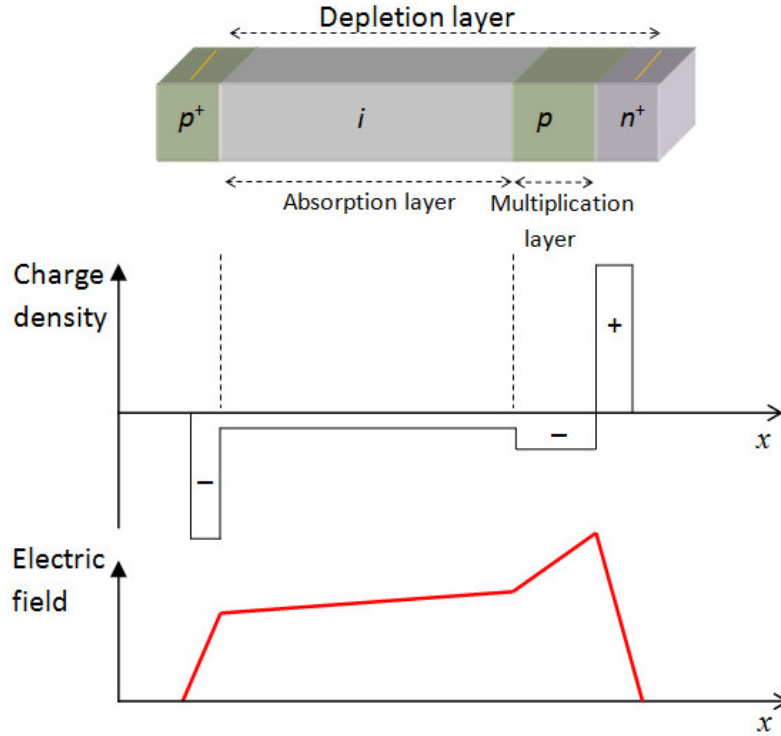 Depletion layer
p+ i p n+
Absorption layer Multiplication
layer
Charge
density
+
−
−
x
Electric
field
x